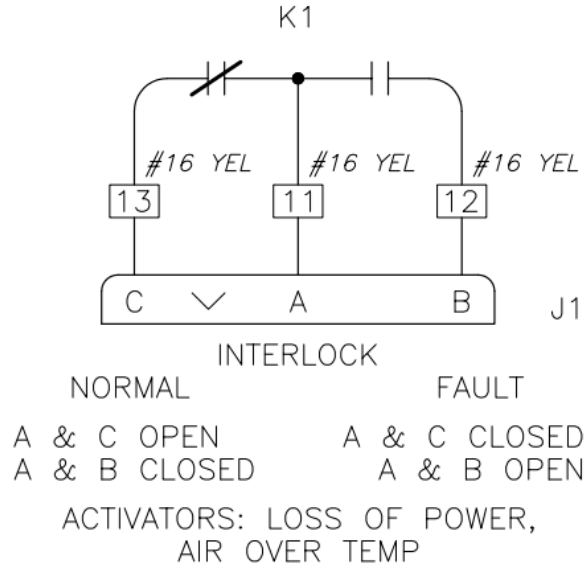 K1
#16 YEL #16 YEL #16 YEL
13 11 12
C A B J1
INTERLOCK
NORMAL FAULT
A & C OPEN A & C CLOSED
A & B CLOSED A & B OPEN
ACTIVATORS: LOSS OF POWER,
AIR OVER TEMP